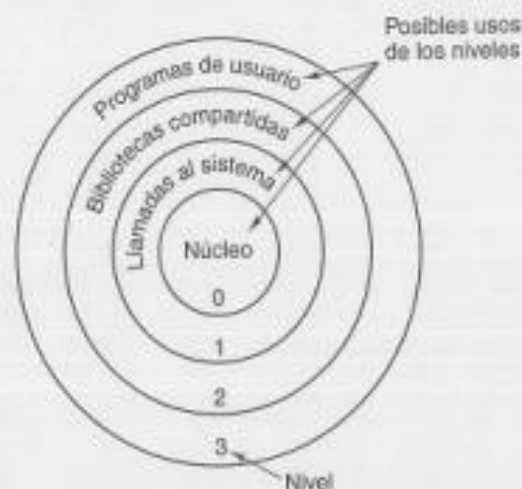 Posibles usos
de los niveles
Programas de usuario
Bibliotecas compartidas
Llamadas al sistema
Núcleo
0
1
2
3
Nivel